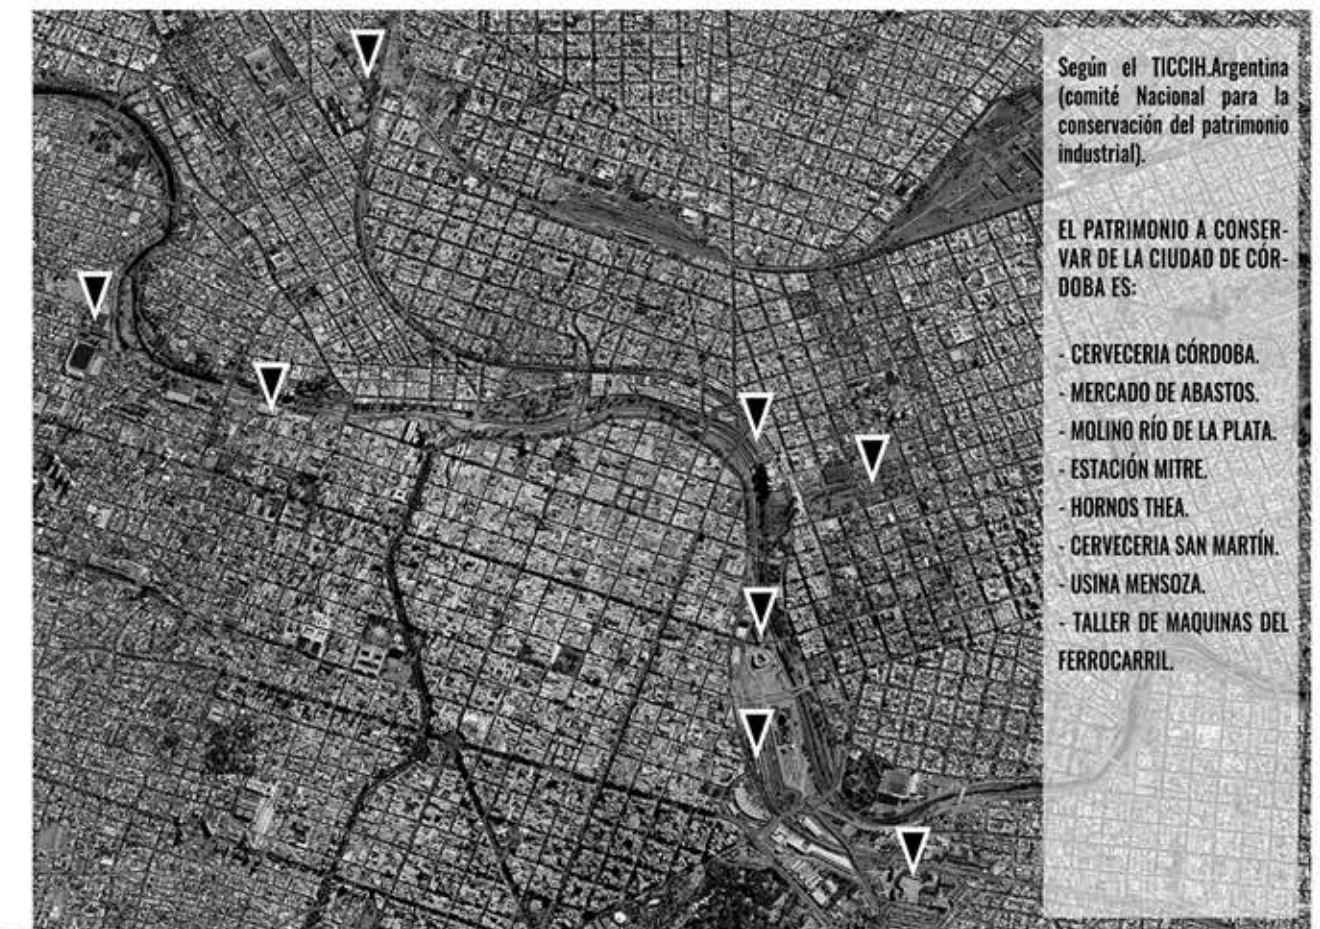 Según el TICCIH.Argentina
(comité Nacional para la
conservación del patrimonio
industrial).
EL PATRIMONIO A CONSER-
VAR DE LA CIUDAD DE CÓR-
DOBA ES:
- CERVECERIA CÓRDOBA.
- MERCADO DE ABASTOS.
- MOLINO RÍO DE LA PLATA.
- ESTACIÓN MITRE.
- HORNOS THEA.
- CERVECERIA SAN MARTÍN.
- USINA MENSOZA.
- TALLER DE MAQUINAS DEL
FERROCARRIL.